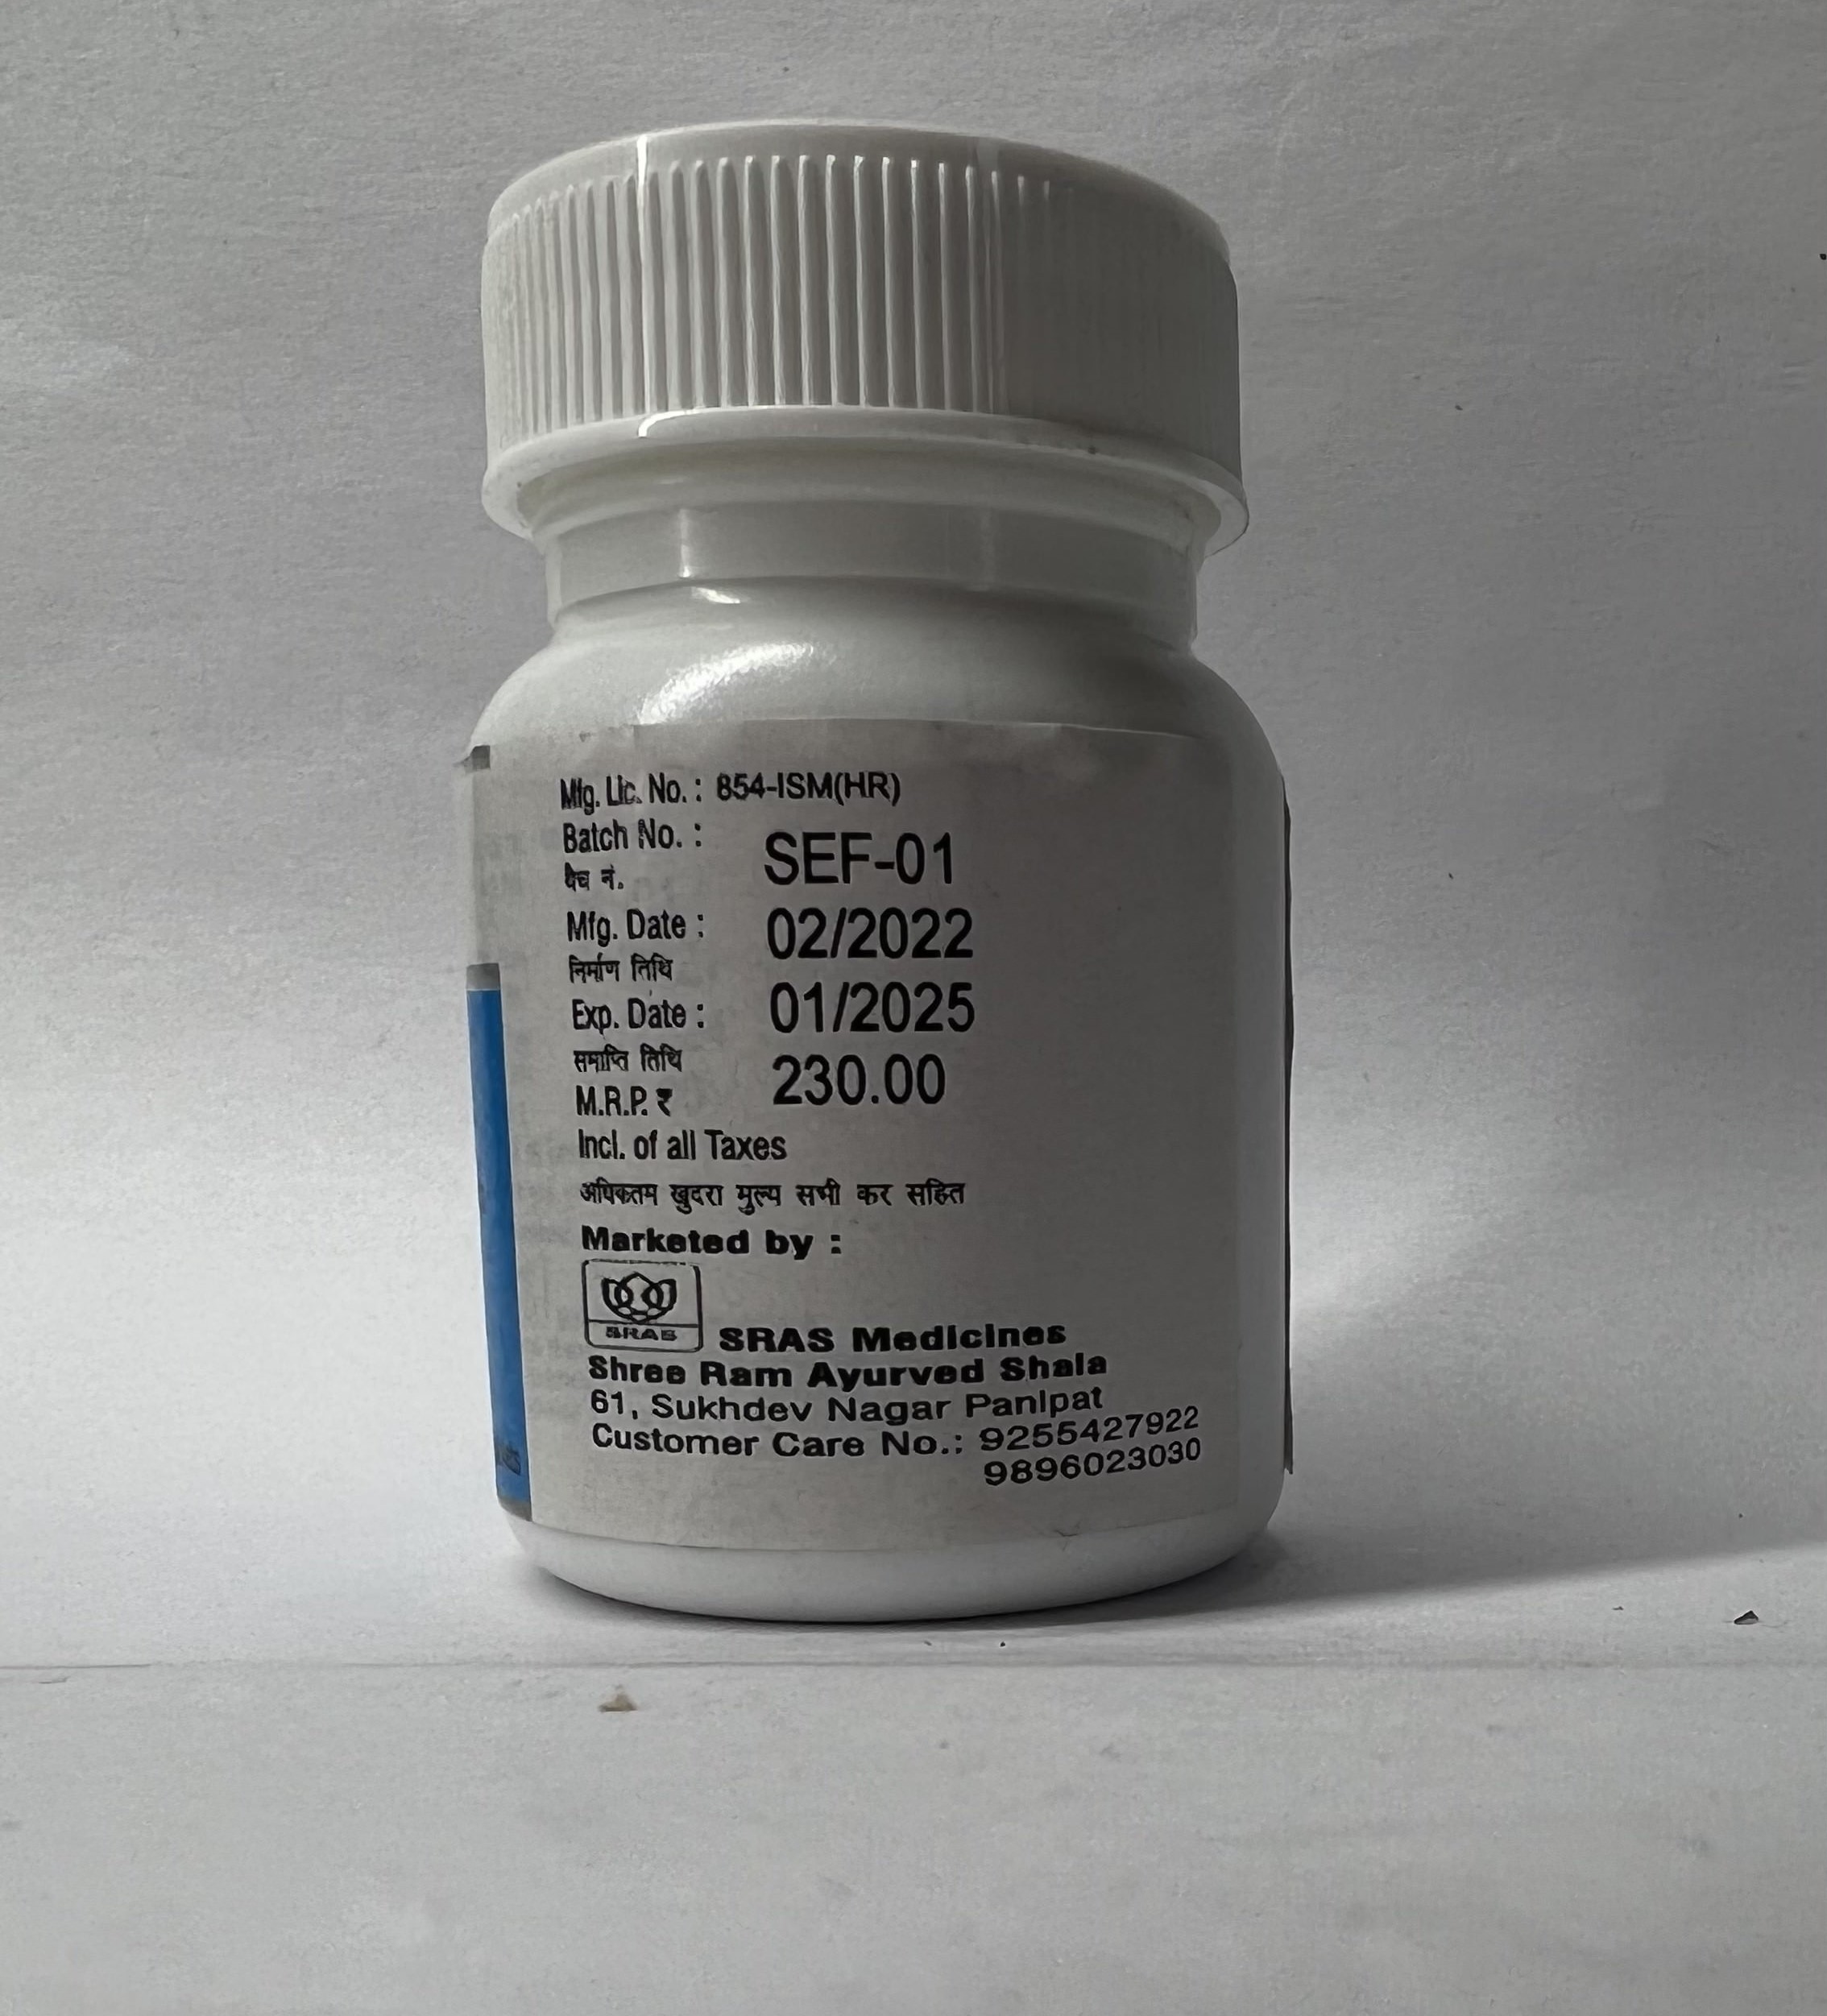 Mfg. Lic. No. : 854-ISM(HR)
Batch No. : SEF-01
बैच नं.
Mfg. Date : 02/2022
निर्माण तिथि
Exp. Date : 01/2025
समाप्ति तिथि
M.R.P. ₹ 230.00
Incl. of all Taxes
अधिकतम खुदरा मुल्य सभी कर सहित
Marketed by :
SRAS
SRAS Medicines
Shree Ram Ayurved Shala
61, Sukhdev Nagar Panipat
Customer Care No.: 9255427922
9896023030